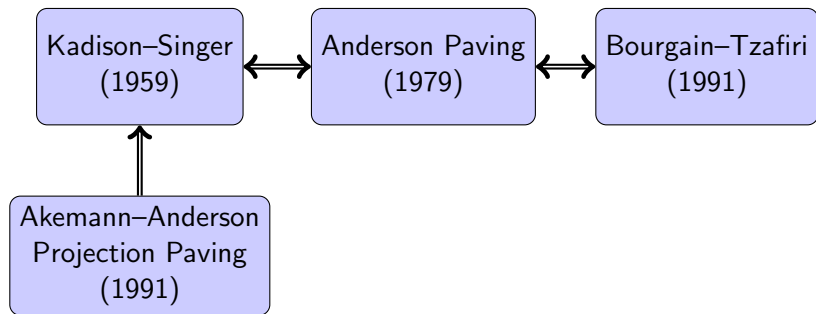 Kadison–Singer
(1959)
Anderson Paving
(1979)
Bourgain–Tzafiri
(1991)
Akemann–Anderson
Projection Paving
(1991)